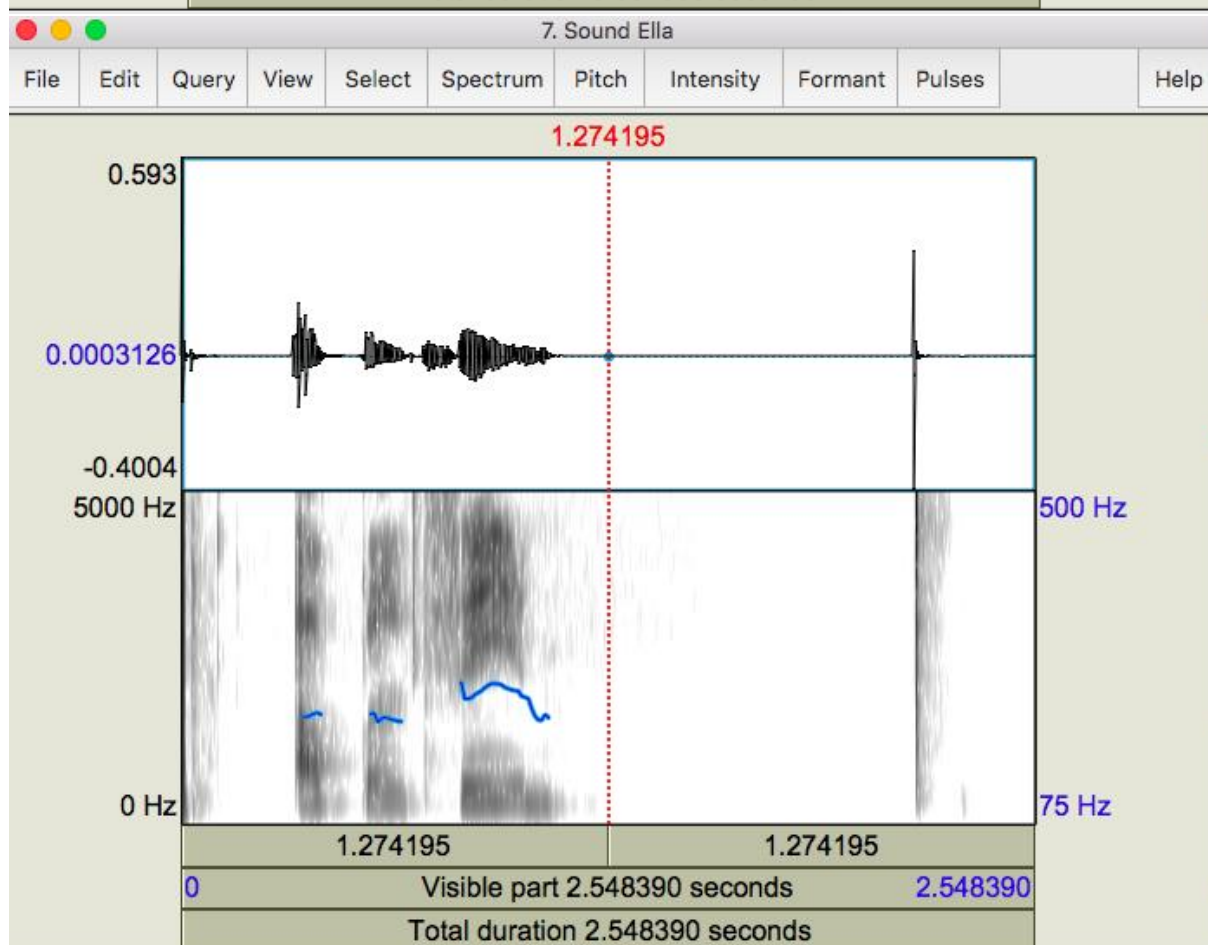 7. Sound Ella
File Edit Query View Select Spectrum Pitch Intensity Formant Pulses Help
1.274195
0.593
0.0003126
-0.4004
5000 Hz 500 Hz
0 Hz 75 Hz
1.274195 1.274195
0 Visible part 2.548390 seconds 2.548390
Total duration 2.548390 seconds